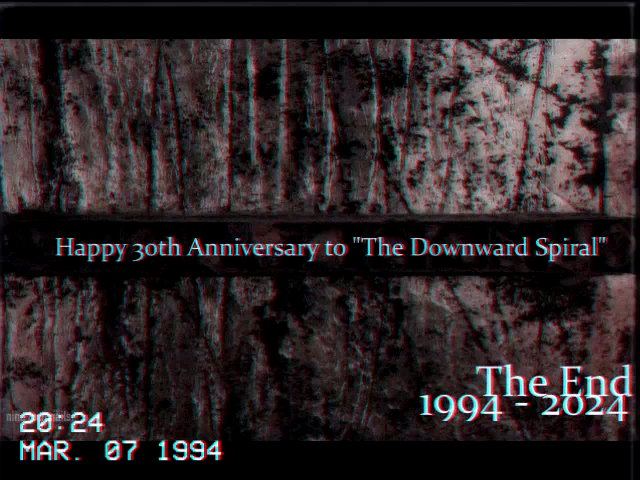 Happy 30th Anniversary to "The Downward Spiral"
The End
1994 - 2024
20:24
MAR. 07 1994